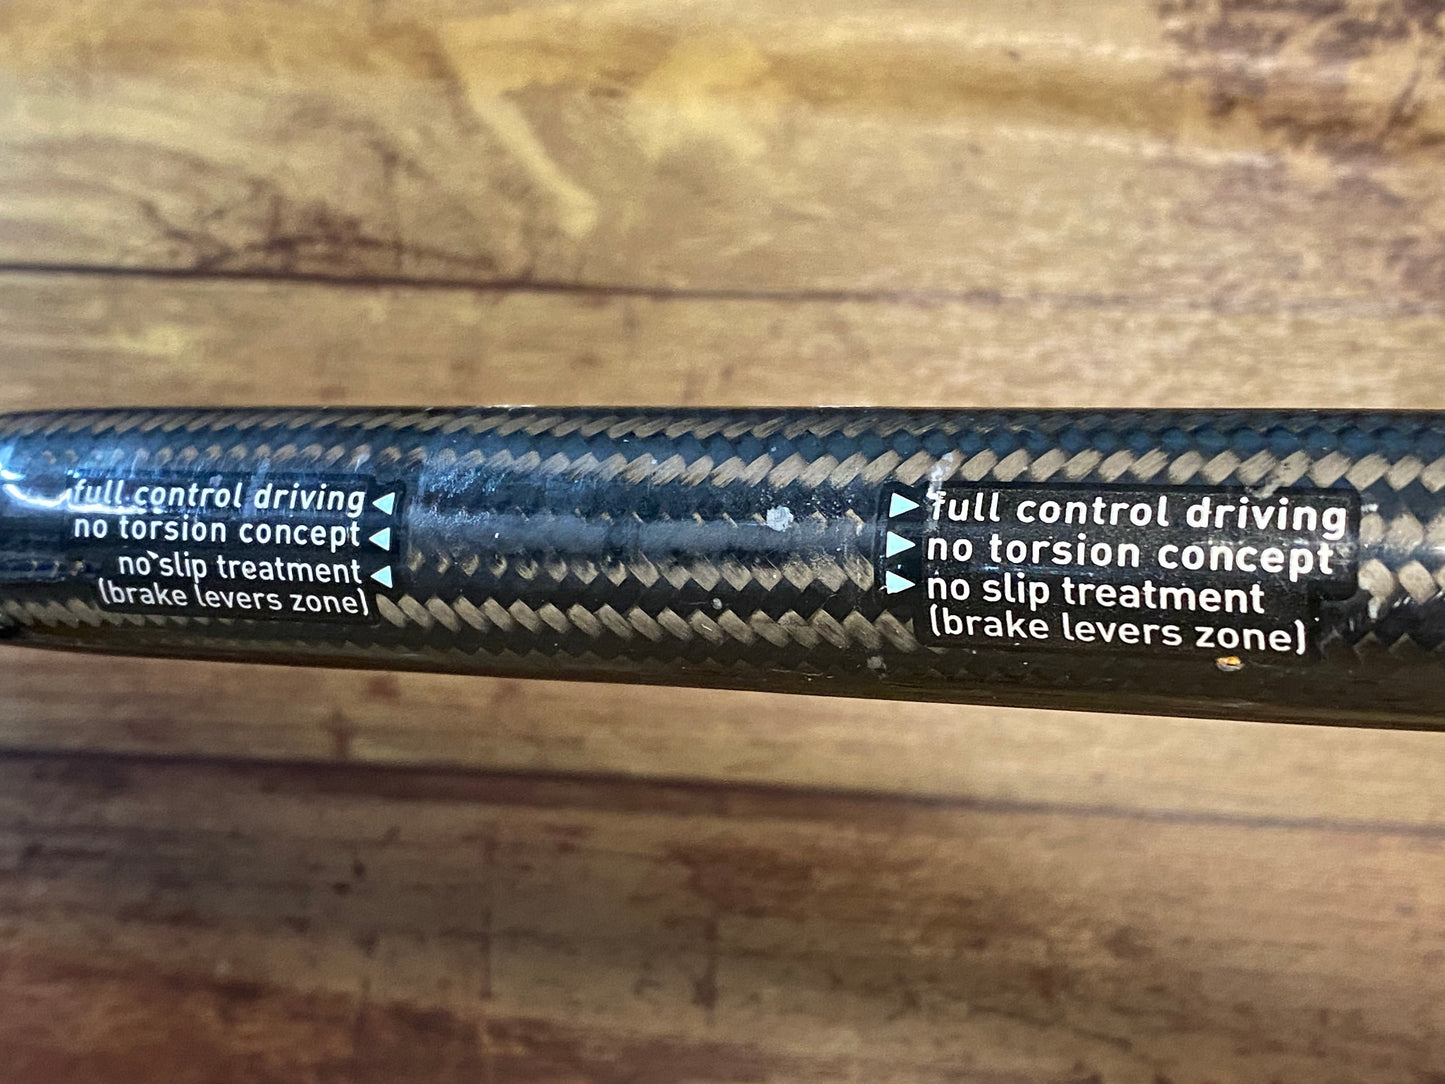 full control driving
no torsion concept
no slip treatment
(brake levers zone)
full control driving
no torsion concept
no slip treatment
(brake levers zone)